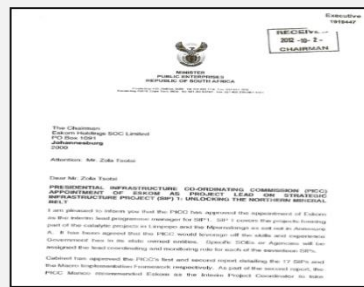 Executive
1918447
RECEIVE
2012 -10- 2 -
CHAIRMAN
MINISTER
PUBLIC ENTERPRISES
REPUBLIC OF SOUTH AFRICA
The Chairman
Eskom Holdings SOC Limited
PO Box 1091
Johannesburg
2000
Attention: Mr. Zola Tsotsi
Dear Mr. Zola Tsotsi
PRESIDENTIAL INFRASTRUCTURE CO-ORDINATING COMMISSION (PICC)
APPOINTMENT OF ESKOM AS PROJECT LEAD ON STRATEGIC
INFRASTRUCTURE PROJECT (SIP) 1: UNLOCKING THE NORTHERN MINERAL
BELT
I am pleased to inform you that the PICC has approved the appointment of Eskom
as the interim lead programme manager for SIP1. SIP 1 covers the projects forming
part of the catalytic projects in Limpopo and the Mpumalanga as set out in Annexure
A. It has been agreed that the PICC would leverage off the skills and experience
Government has in its state owned entities. Specific SOEs or Agencies will be
assigned the lead coordinating and monitoring role for each of the seventeen SIPs.
Cabinet has approved the PICC's first and second report detailing the 17 SIPs and
the Macro Implementation Framework respectively. As part of the second report, the
PICC Manco recommended Eskom as the Interim Project Coordinator to take